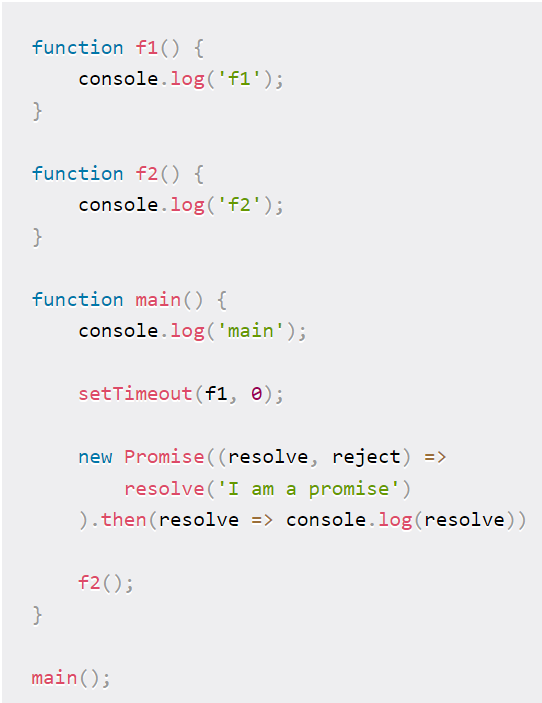 function f1() {
    console.log('f1');
}

function f2() {
    console.log('f2');
}

function main() {
    console.log('main');

    setTimeout(f1, 0);

    new Promise((resolve, reject) =>
        resolve('I am a promise')
    ).then(resolve => console.log(resolve))

    f2();
}

main();